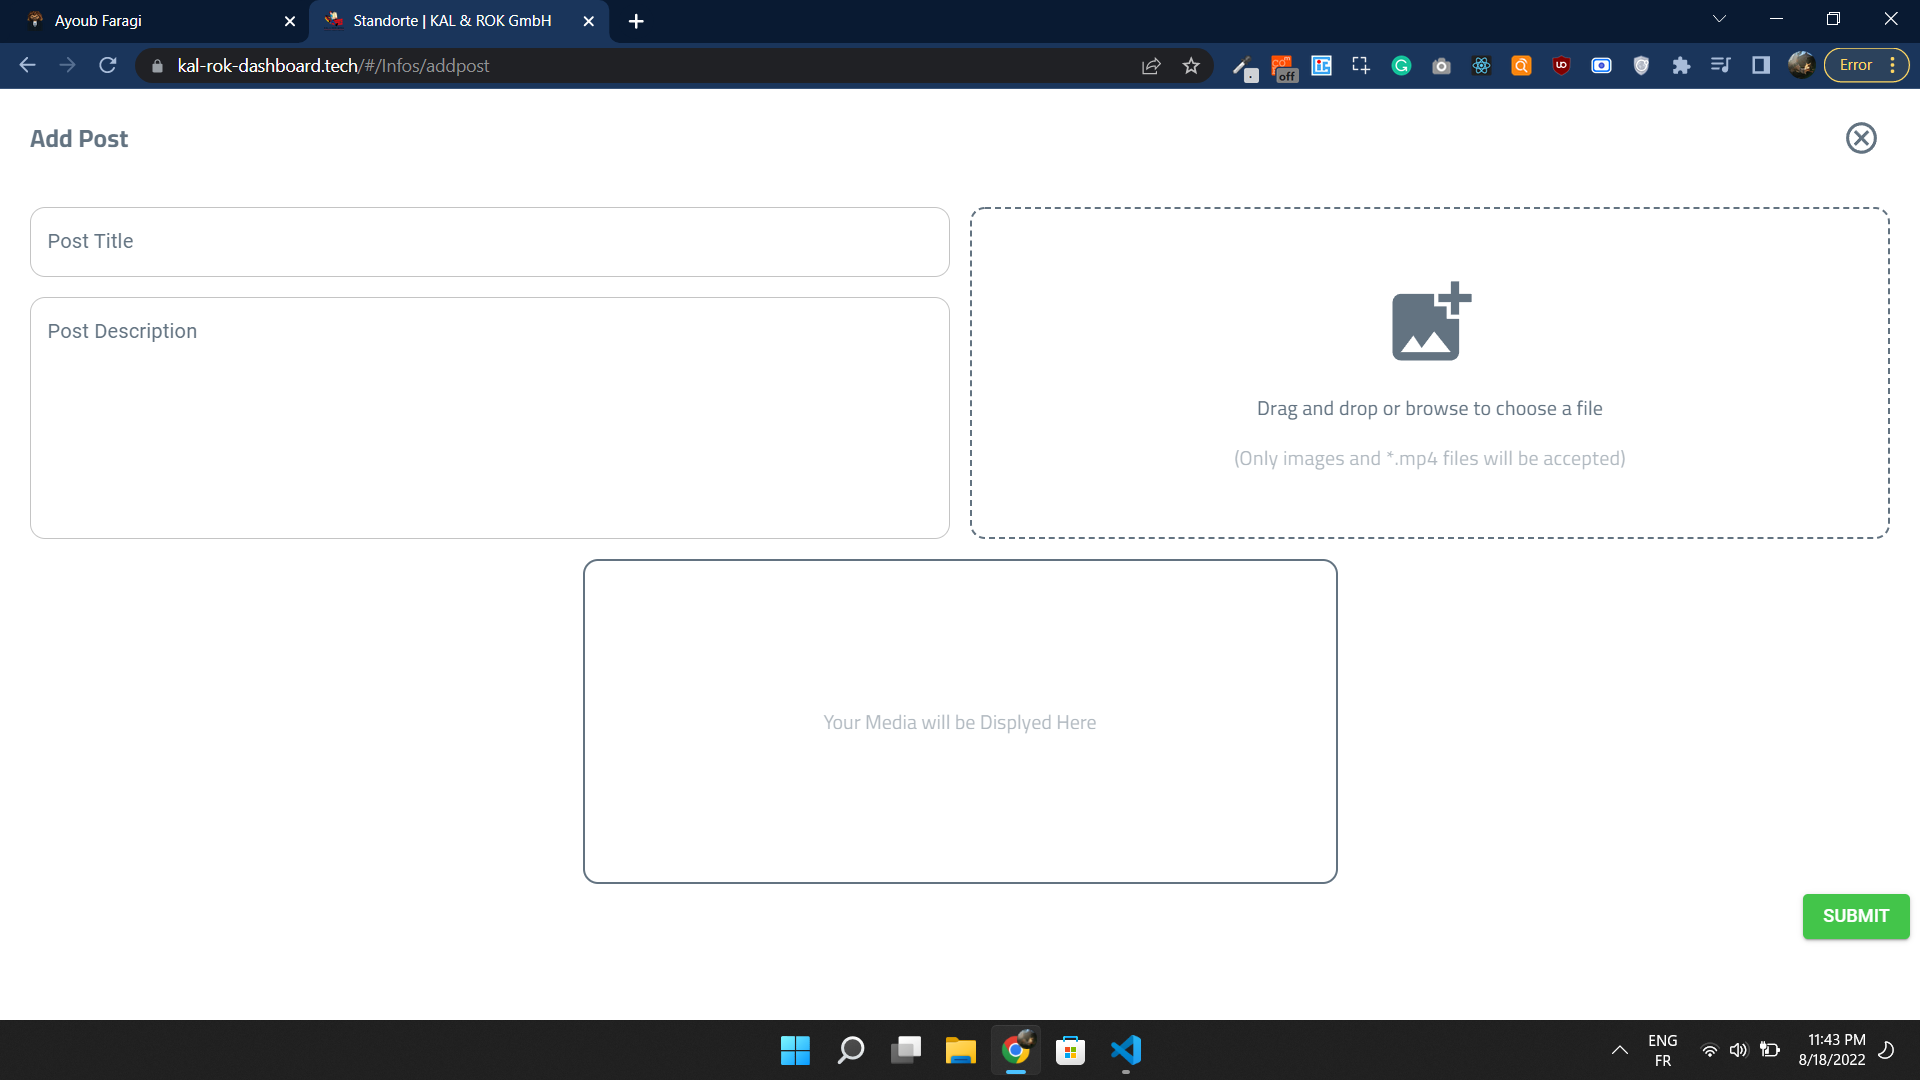 Ayoub Faragi
Standorte | KAL & ROK GmbH
kal-rok-dashboard.tech/#/Infos/addpost
off
Error
Add Post
Post Title
Post Description
Drag and drop or browse to choose a file
(Only images and *.mp4 files will be accepted)
Your Media will be Displyed Here
SUBMIT
ENG
FR
11:43 PM
8/18/2022